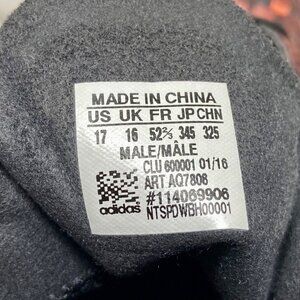 MADE IN CHINA
US UK FR JP CHN
17 16 52⅔ 345 325
MALE/MÂLE
CLU 600001 01/16
ART AQ7808
#114069906
adidas NTSPDWBH00001